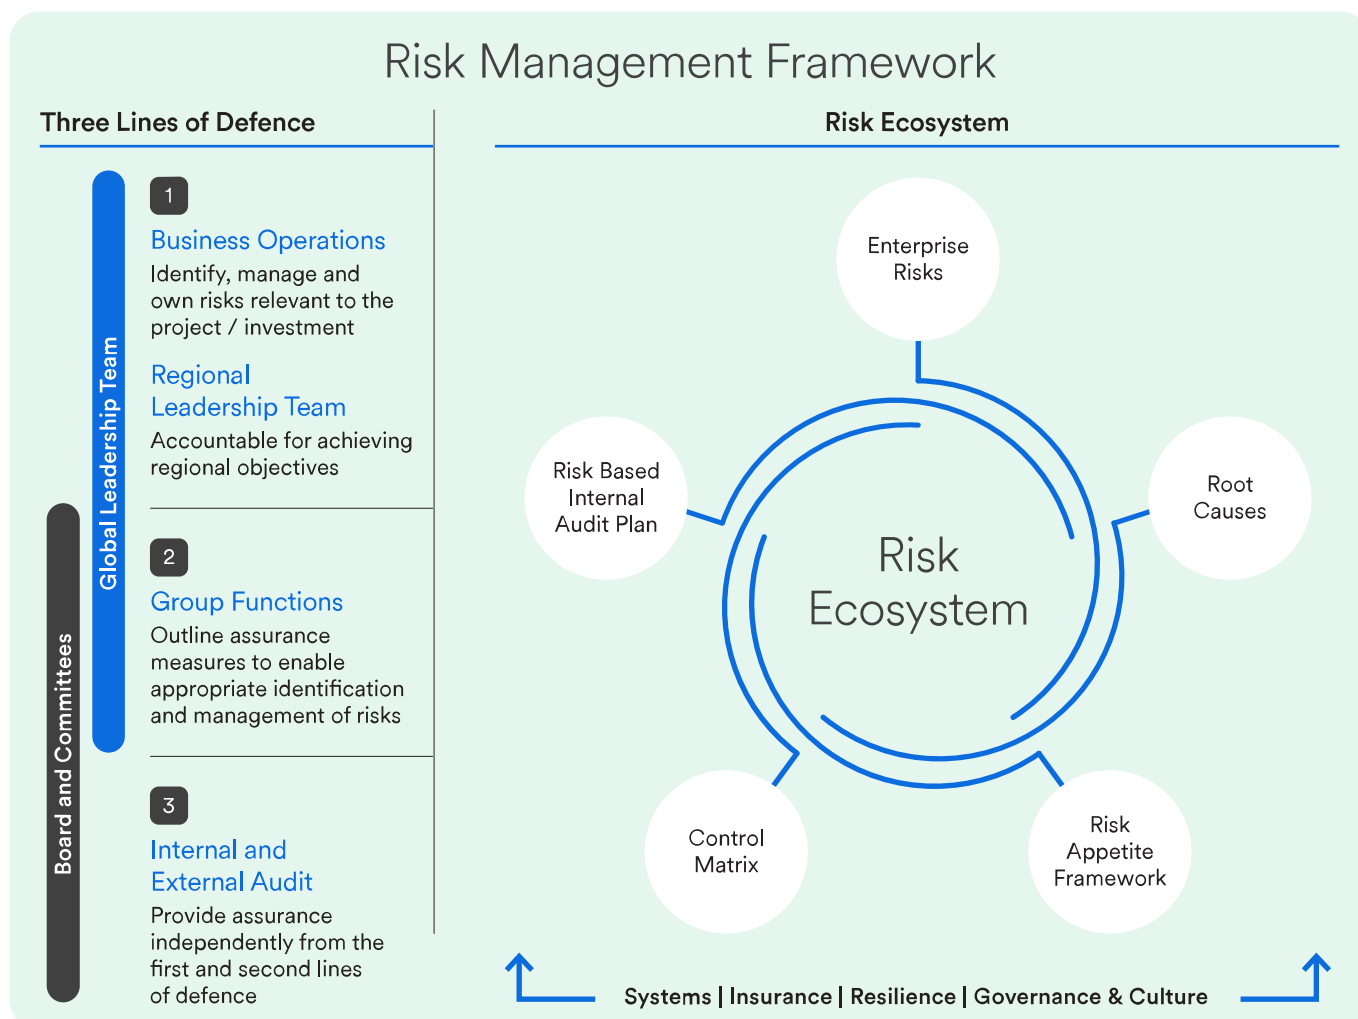 Risk Management Framework
Three Lines of Defence
Global Leadership Team
Board and Committees
1
Business Operations
Identify, manage and
own risks relevant to the
project / investment
Regional
Leadership Team
Accountable for achieving
regional objectives
2
Group Functions
Outline assurance
measures to enable
appropriate identification
and management of risks
3
Internal and
External Audit
Provide assurance
independently from the
first and second lines
of defence
Risk Ecosystem
Enterprise
Risks
Root
Causes
Risk
Appetite
Framework
Control
Matrix
Risk Based
Internal
Audit Plan
Risk
Ecosystem
Systems | Insurance | Resilience | Governance & Culture